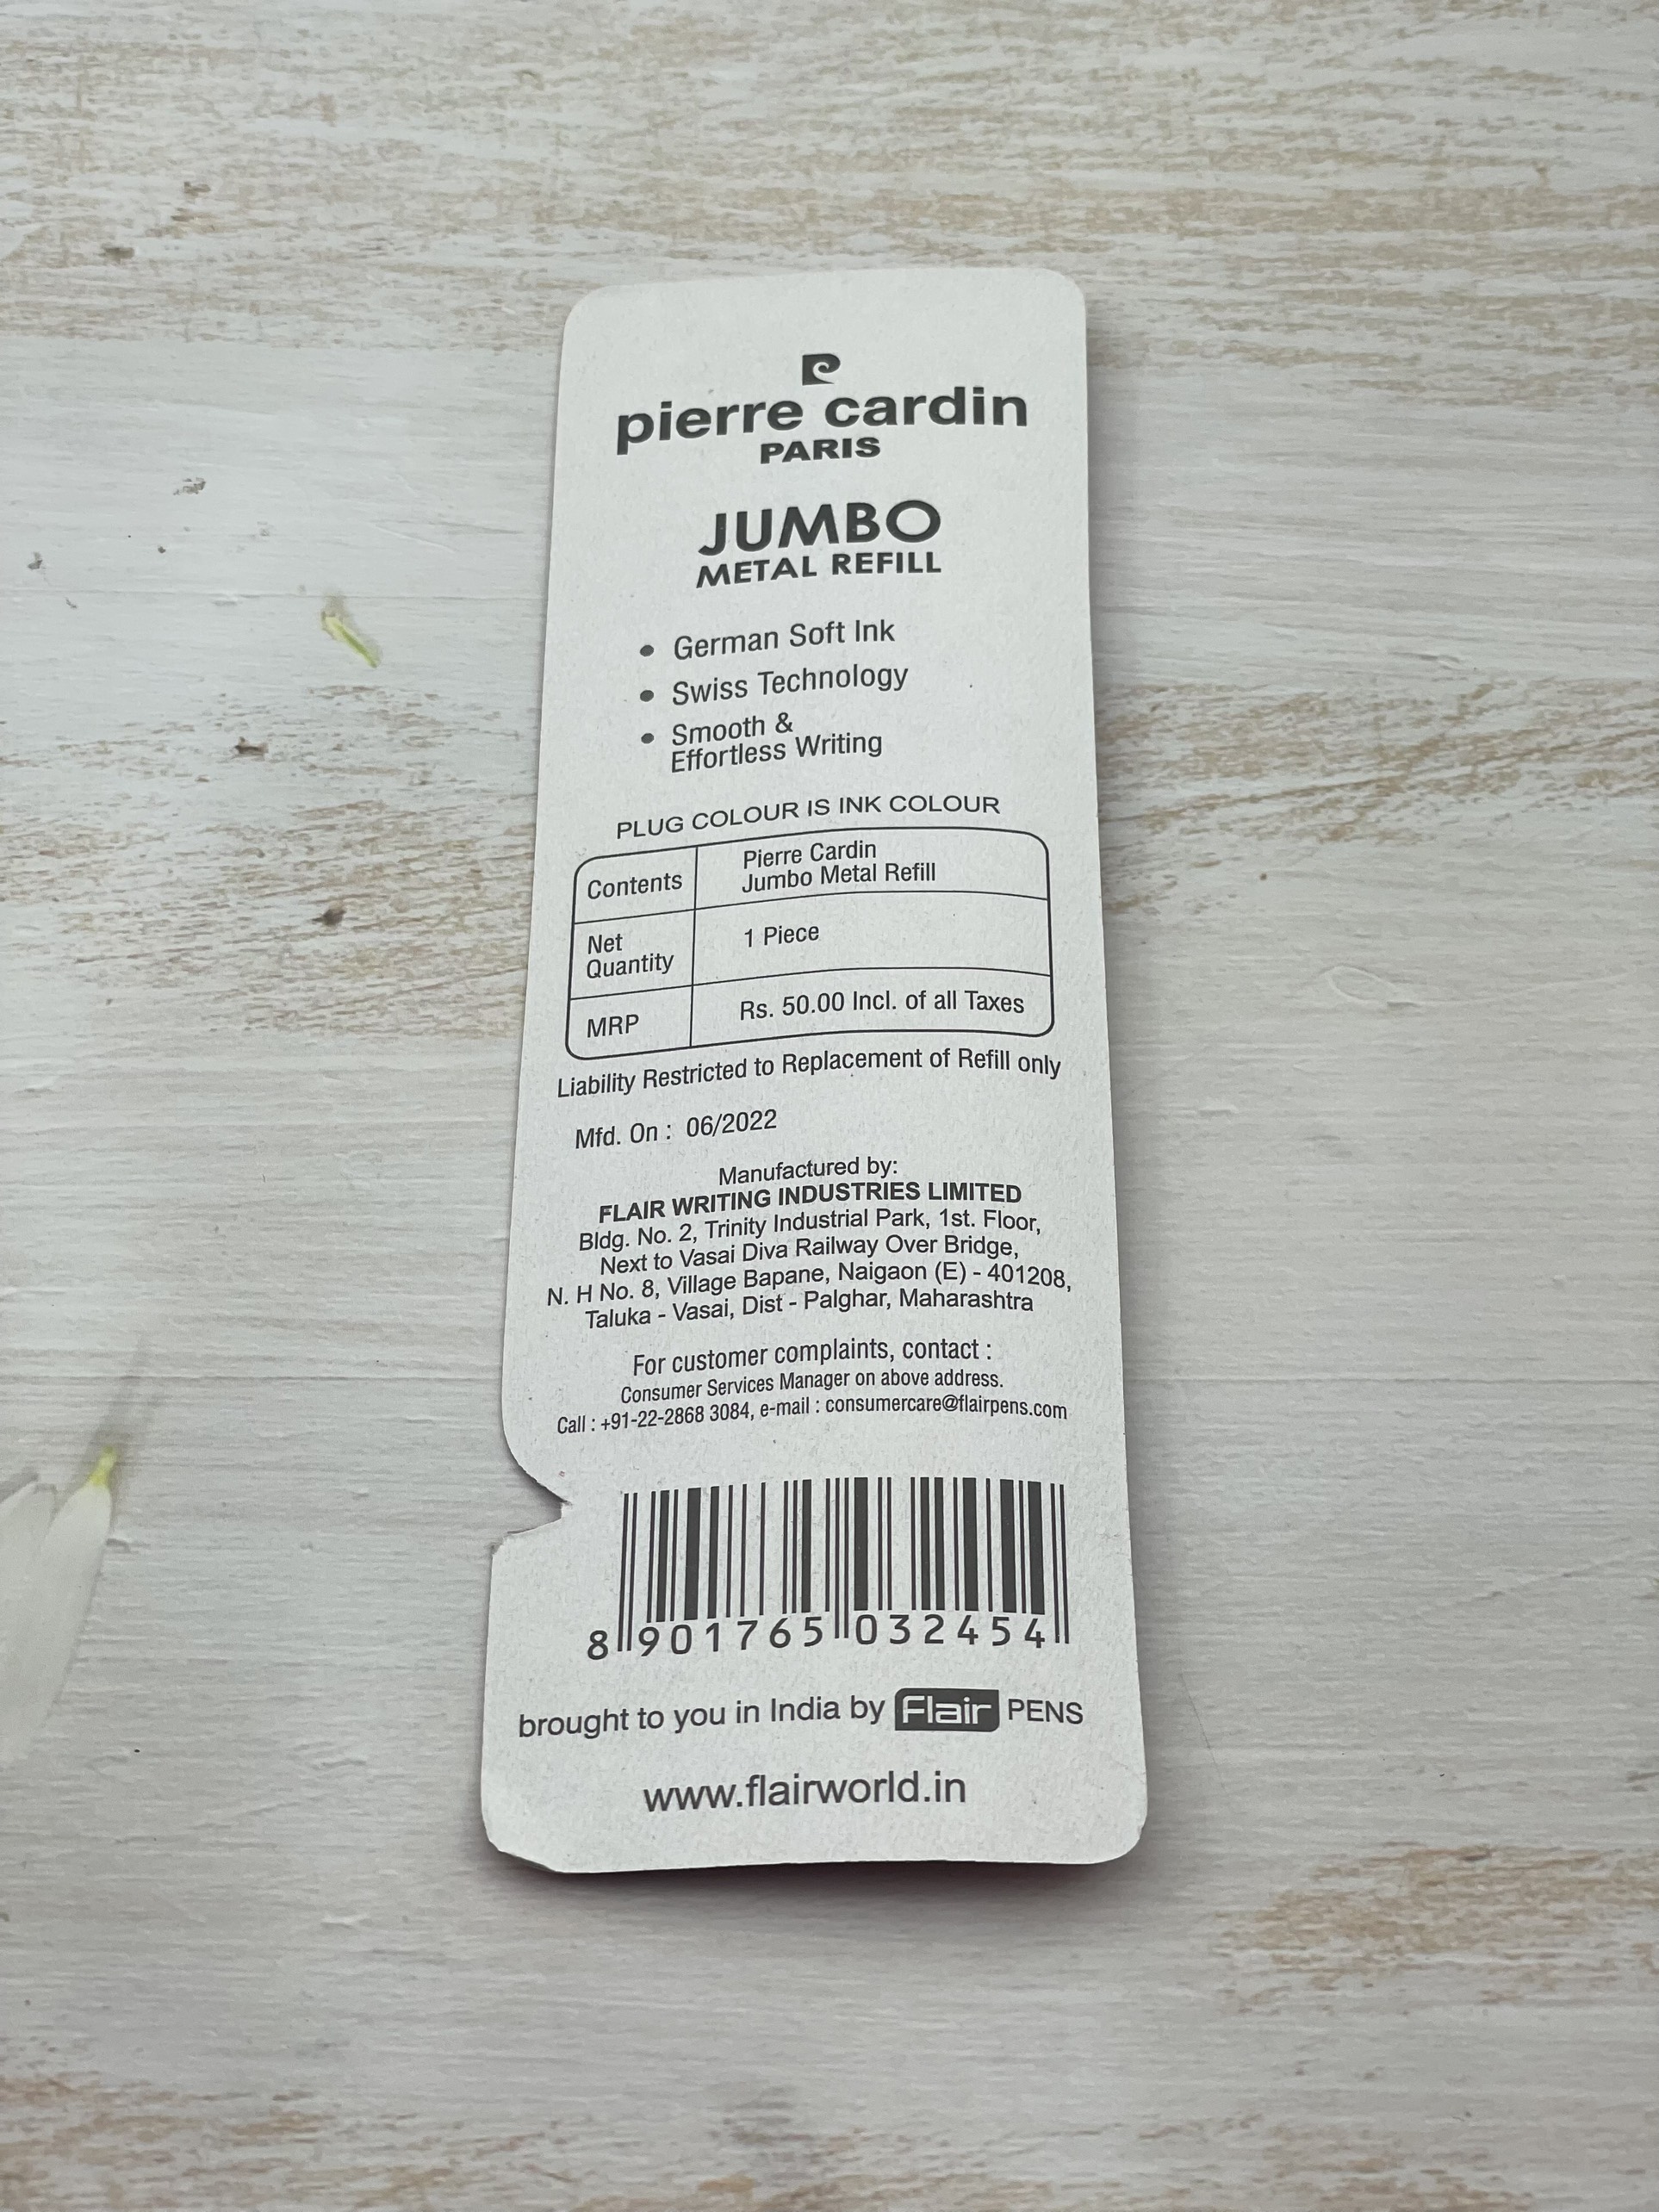 pierre cardin
PARIS
JUMBO
METAL REFILL
• German Soft Ink
• Swiss Technology
• Smooth &
Effortless Writing
PLUG COLOUR IS INK COLOUR
Contents
Pierre Cardin
Jumbo Metal Refill
Net
Quantity
1 Piece
MRP
Rs. 50.00 Incl. of all Taxes
Liability Restricted to Replacement of Refill only
Mfd. On : 06/2022
Manufactured by:
FLAIR WRITING INDUSTRIES LIMITED
Bldg. No. 2, Trinity Industrial Park, 1st. Floor,
Next to Vasai Diva Railway Over Bridge,
N. H No. 8, Village Bapane, Naigaon (E) - 401208,
Taluka - Vasai, Dist - Palghar, Maharashtra
For customer complaints, contact :
Consumer Services Manager on above address.
Call : +91-22-2868 3084, e-mail : consumercare@flairpens.com
8 901765 032454
brought to you in India by Flair PENS
www.flairworld.in